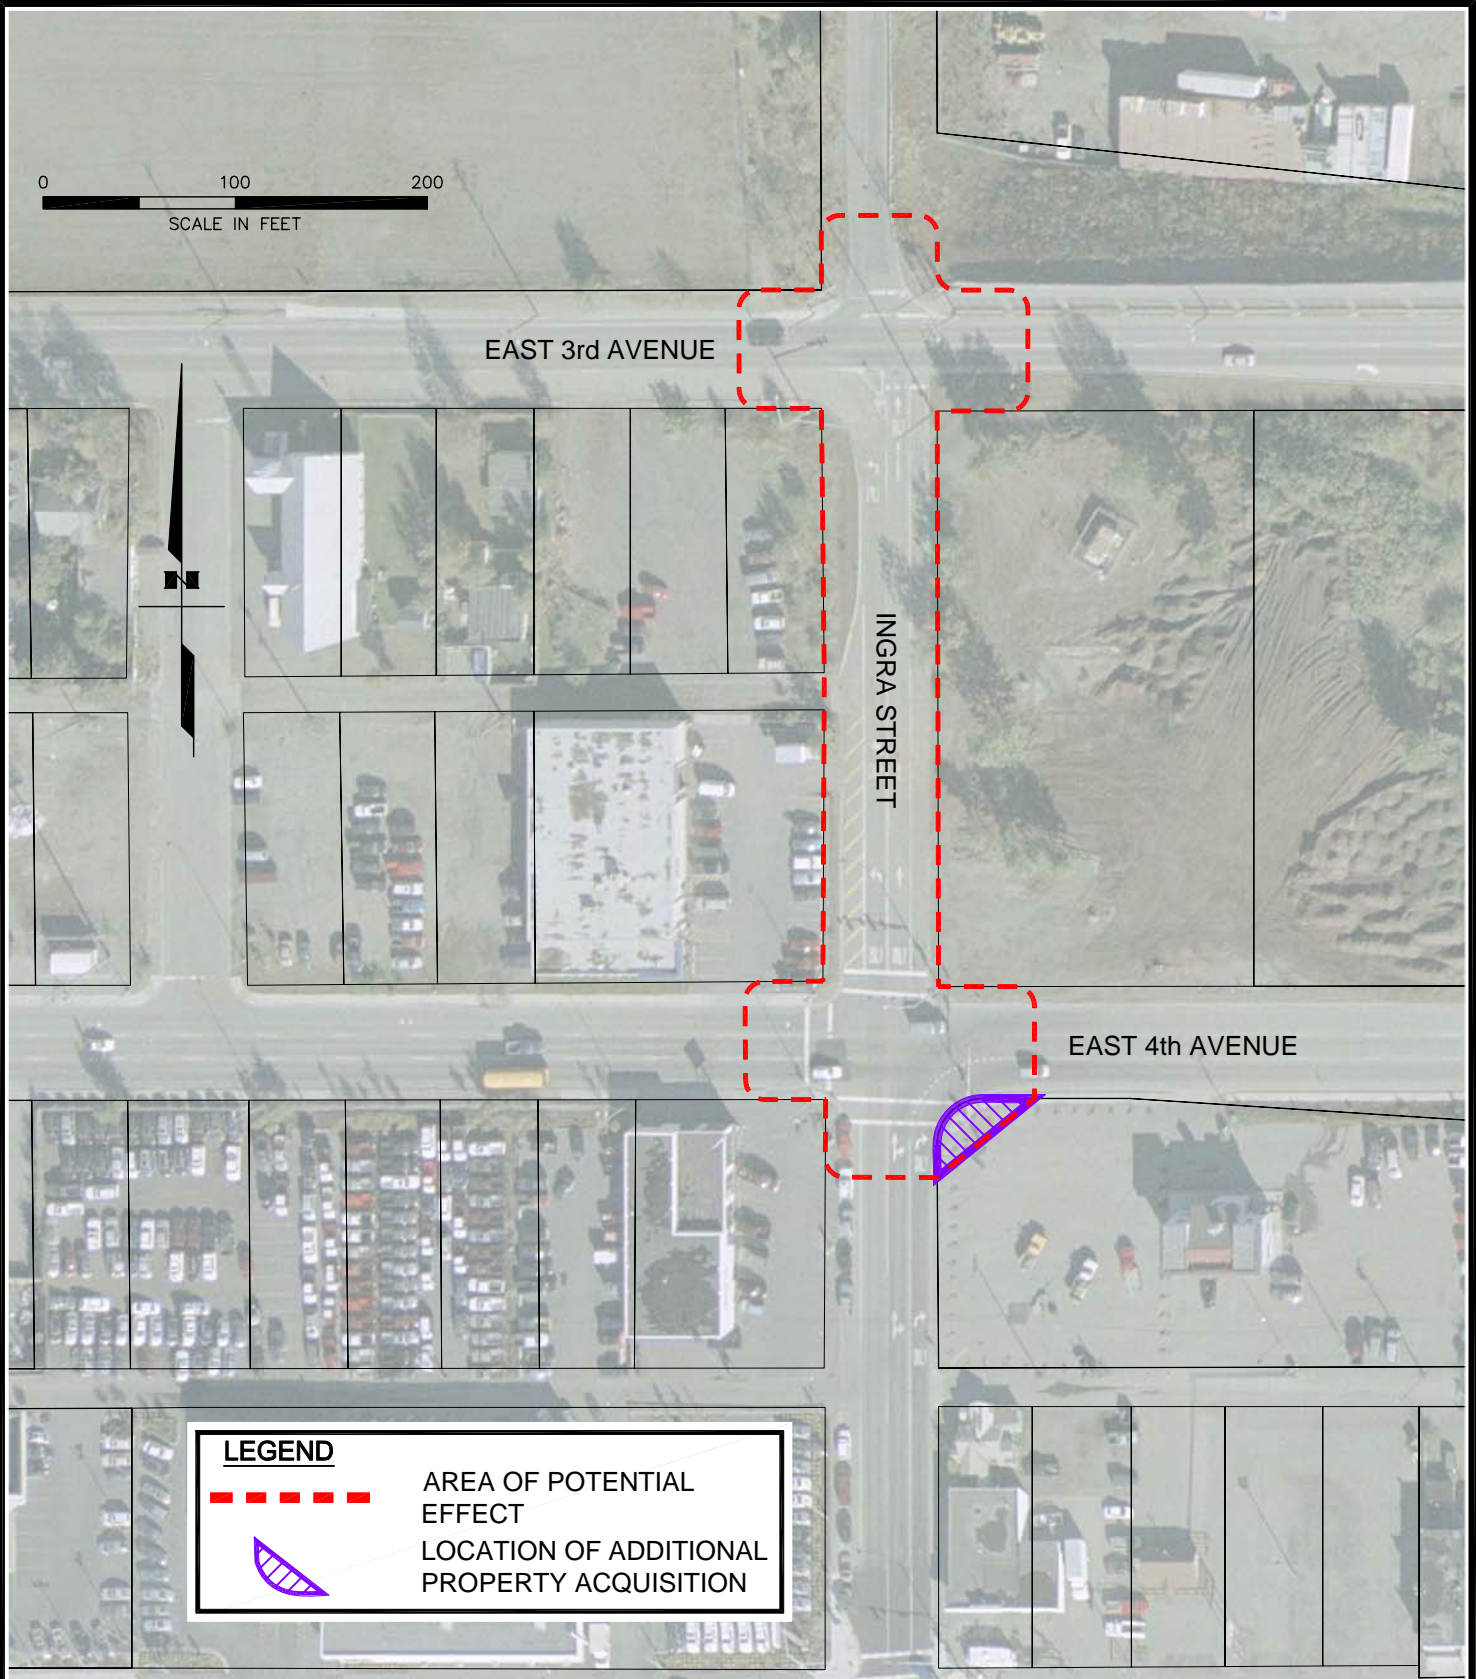 0 100 200
SCALE IN FEET
EAST 3rd AVENUE
N
INGRA STREET
EAST 4th AVENUE
LEGEND
AREA OF POTENTIAL
EFFECT
LOCATION OF ADDITIONAL
PROPERTY ACQUISITION